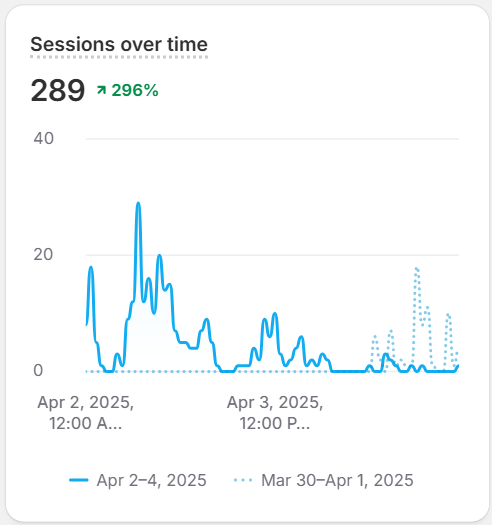 Sessions over time
289 296%
40
20
0
Apr 2, 2025,
12:00 A...
Apr 3, 2025,
12:00 P...
Apr 2–4, 2025
Mar 30–Apr 1, 2025